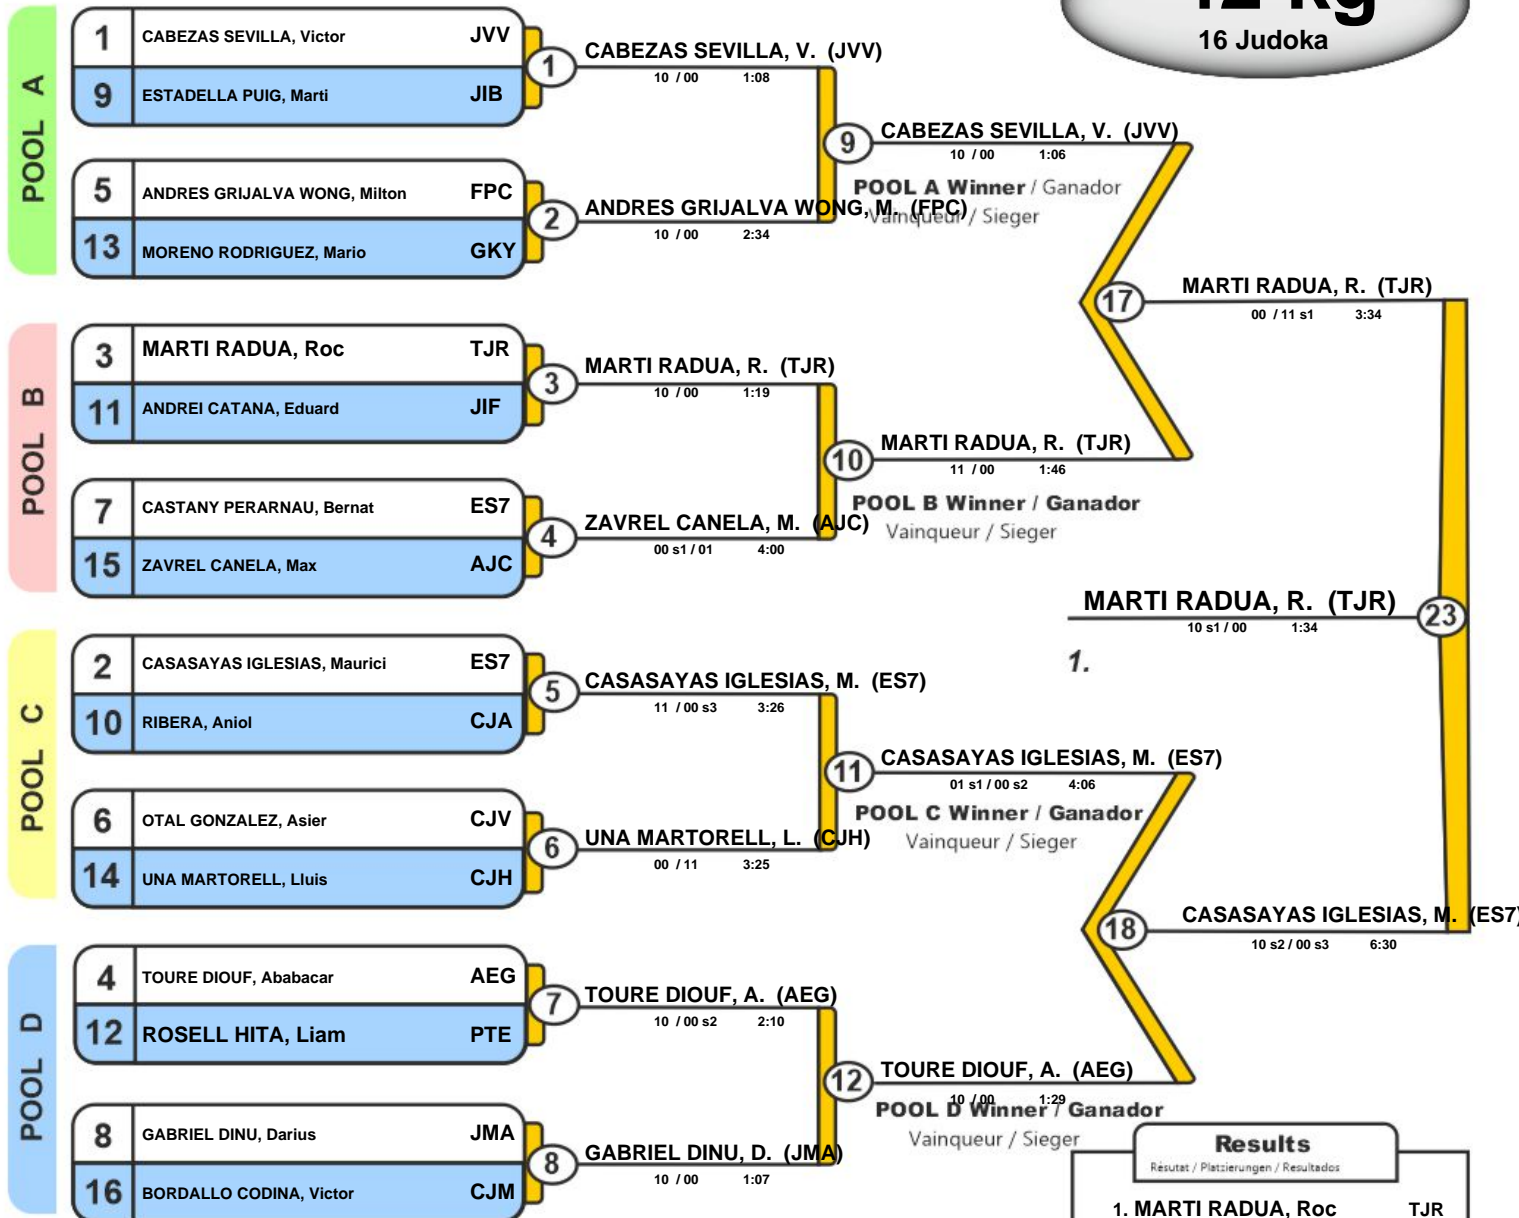 12 kg
16 Judoka
POOL A
1 CABEZAS SEVILLA, Victor JVV
9 ESTADELLA PUIG, Marti JIB
1 CABEZAS SEVILLA, V. (JVV)
10 / 00 1:08
5 ANDRES GRIJALVA WONG, Milton FPC
13 MORENO RODRIGUEZ, Mario GKY
2 ANDRES GRIJALVA WONG, M. (FPC)
10 / 00 2:34
9 CABEZAS SEVILLA, V. (JVV)
10 / 00 1:06
POOL A Winner / Ganador
Vainqueur / Sieger
POOL B
3 MARTI RADUA, Roc TJR
11 ANDREI CATANA, Eduard JIF
3 MARTI RADUA, R. (TJR)
10 / 00 1:19
7 CASTANY PERARNAU, Bernat ES7
15 ZAVREL CANELA, Max AJC
4 ZAVREL CANELA, M. (AJC)
00 s1 / 01 4:00
10 MARTI RADUA, R. (TJR)
11 / 00 1:46
POOL B Winner / Ganador
Vainqueur / Sieger
17 MARTI RADUA, R. (TJR)
00 / 11 s1 3:34
MARTI RADUA, R. (TJR) 23
10 s1 / 00 1:34
1.
POOL C
2 CASASAYAS IGLESIAS, Maurici ES7
10 RIBERA, Aniol CJA
5 CASASAYAS IGLESIAS, M. (ES7)
11 / 00 s3 3:26
6 OTAL GONZALEZ, Asier CJV
14 UNA MARTORELL, Lluis CJH
6 UNA MARTORELL, L. (CJH)
00 / 11 3:25
11 CASASAYAS IGLESIAS, M. (ES7)
01 s1 / 00 s2 4:06
POOL C Winner / Ganador
Vainqueur / Sieger
18 CASASAYAS IGLESIAS, M. (ES7)
10 s2 / 00 s3 6:30
POOL D
4 TOURE DIOUF, Ababacar AEG
12 ROSELL HITA, Liam PTE
7 TOURE DIOUF, A. (AEG)
10 / 00 s2 2:10
8 GABRIEL DINU, Darius JMA
16 BORDALLO CODINA, Victor CJM
8 GABRIEL DINU, D. (JMA)
10 / 00 1:07
12 TOURE DIOUF, A. (AEG)
10 / 00 1:29
POOL D Winner / Ganador
Vainqueur / Sieger
Results
Résutat / Platzierungen / Resultados
1. MARTI RADUA, Roc TJR